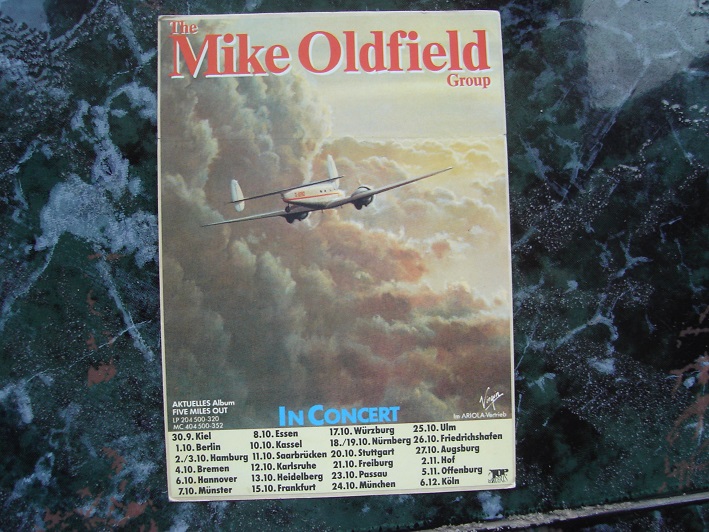 The
Mike Oldfield
Group
AKTUELLES Album
FIVE MILES OUT
LP 204 500-320
MC 404 500-352
IN CONCERT
Virgin
Im ARIOLA-Vertrieb
30.9. Kiel
1.10. Berlin
2./3.10. Hamburg
4.10. Bremen
6.10. Hannover
7.10. Münster
8.10. Essen
10.10. Kassel
11.10. Saarbrücken
12.10. Karlsruhe
13.10. Heidelberg
15.10. Frankfurt
17.10. Würzburg
18./19.10. Nürnberg
20.10. Stuttgart
21.10. Freiburg
23.10. Passau
24.10. München
25.10. Ulm
26.10. Friedrichshafen
27.10. Augsburg
2.11. Hof
5.11. Offenburg
6.12. Köln